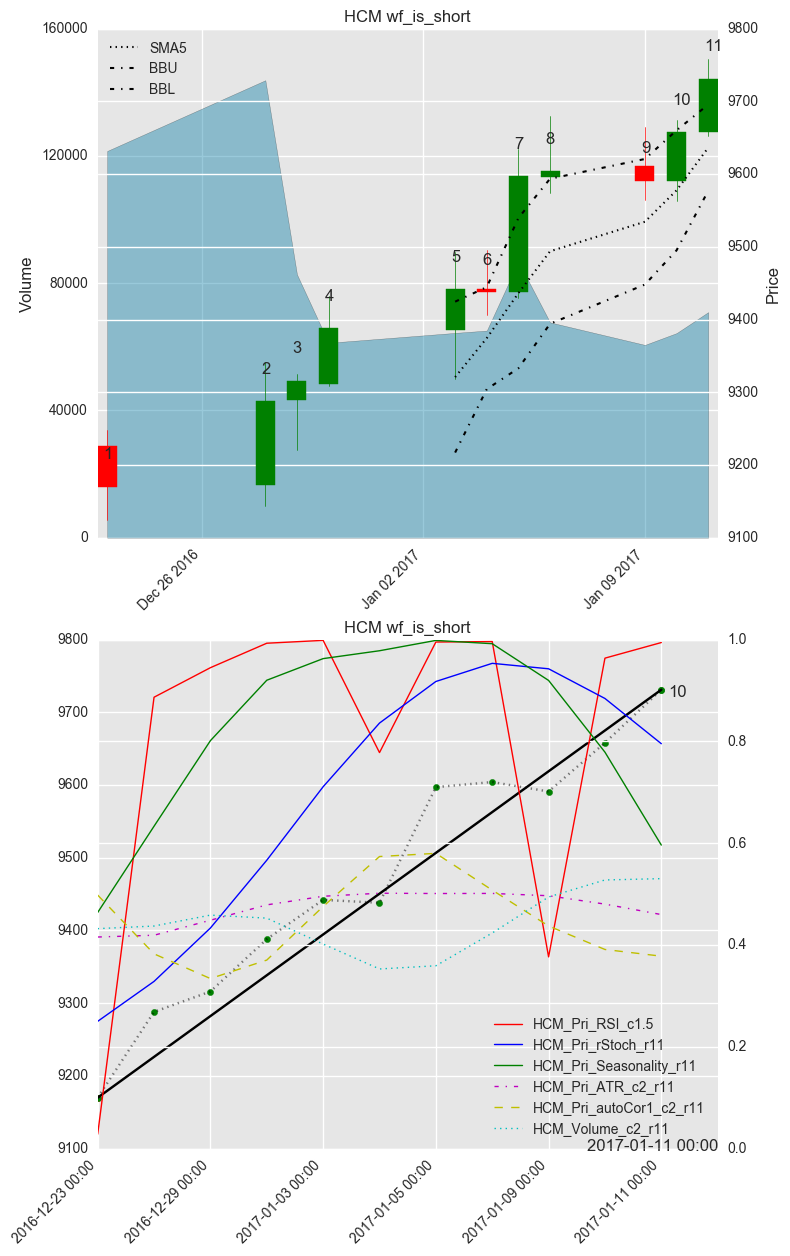 HCM wf_is_short
160000
9800
SMA5
BBU
BBL
11
10
9700
120000
7
8
9
9600
9500
5
6
80000
Volume
Price
4
9400
3
2
9300
40000
1
9200
0
9100
Dec 26 2016
Jan 02 2017
Jan 09 2017
HCM wf_is_short
9800
1.0
9700
10
0.8
9600
9500
0.6
9400
0.4
9300
HCM_Pri_RSI_c1.5
HCM_Pri_rStoch_r11
HCM_Pri_Seasonality_r11
9200
0.2
HCM_Pri_ATR_c2_r11
HCM_Pri_autoCor1_c2_r11
HCM_Volume_c2_r11
2017-01-11 00:00
9100
0.0
2016-12-23 00:00
2016-12-29 00:00
2017-01-03 00:00
2017-01-05 00:00
2017-01-09 00:00
2017-01-11 00:00